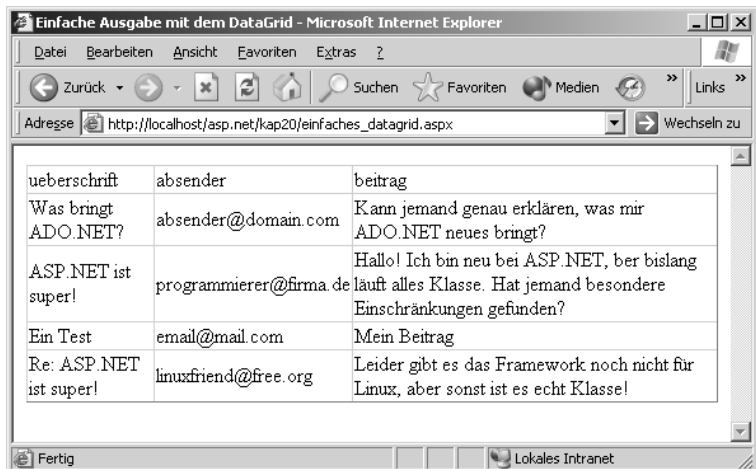 Einfache Ausgabe mit dem DataGrid - Microsoft Internet Explorer
Datei Bearbeiten Ansicht Favoriten Extras ?
Zurück Suchen Favoriten Medien » Links »
Adresse http://localhost/asp.net/kap20/einfaches_datagrid.aspx Wechseln zu
ueberschrift absender beitrag
Was bringt
ADO.NET?
absender@domain.com
Kann jemand genau erklären, was mir
ADO.NET neues bringt?
ASP.NET ist
super!
programmierer@firma.de
Hallo! Ich bin neu bei ASP.NET, ber bislang
läuft alles Klasse. Hat jemand besondere
Einschränkungen gefunden?
Ein Test email@mail.com Mein Beitrag
Re: ASP.NET
ist super!
linuxfriend@free.org
Leider gibt es das Framework noch nicht für
Linux, aber sonst ist es echt Klasse!
Fertig Lokales Intranet